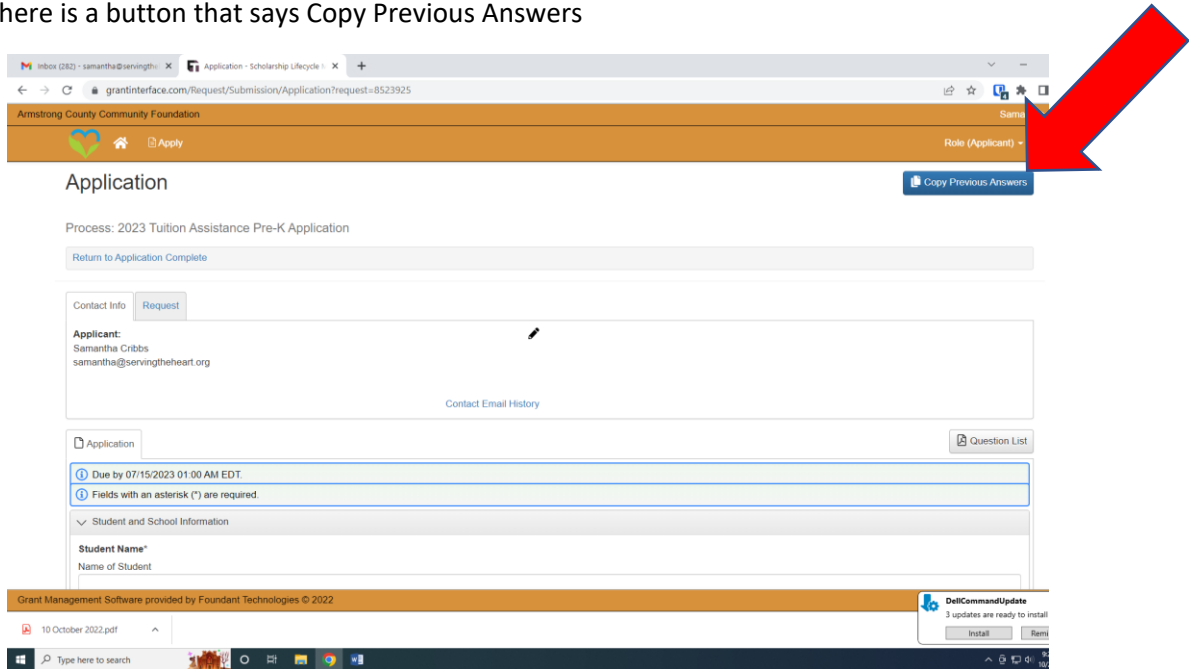 here is a button that says Copy Previous Answers
Inbox (282) - samantha@servingthe
Application - Scholarship Lifecycle
grantinterface.com/Request/Submission/Application?request=8523925
Armstrong County Community Foundation
Sama
Apply
Role (Applicant)
Application
Copy Previous Answers
Process: 2023 Tuition Assistance Pre-K Application
Return to Application Complete
Contact Info Request
Applicant:
Samantha Cribbs
samantha@servingtheheart.org
Contact Email History
Application
Question List
Due by 07/15/2023 01:00 AM EDT.
Fields with an asterisk (*) are required.
Student and School Information
Student Name*
Name of Student
Grant Management Software provided by Foundant Technologies © 2022
DellCommandUpdate
3 updates are ready to install
Install Remi
10 October 2022.pdf
Type here to search